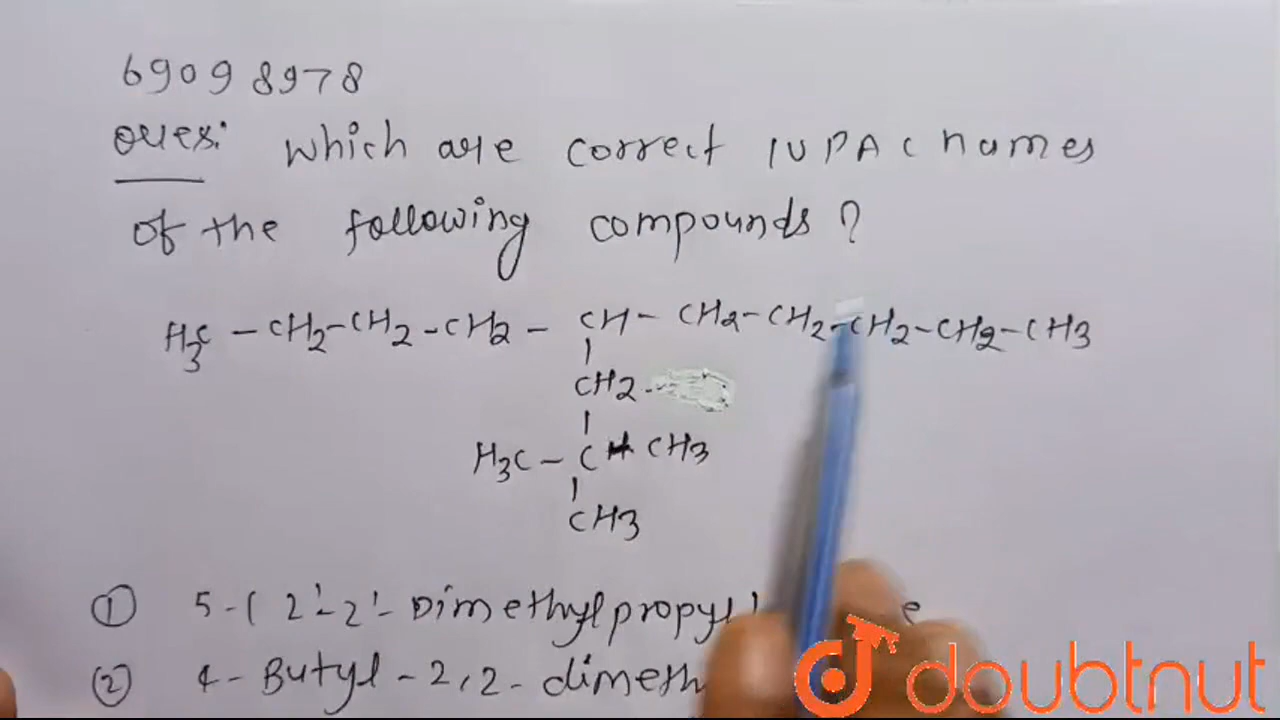 69098978
Ques: Which are correct IUPAC names
of the following compounds?
H3C - CH2 - CH2 - CH2 - CH - CH2 - CH2 - CH2 - CH2 - CH3
|
CH2 -
|
H3C - C - CH3
|
CH3
① 5-(2'-2'-Dimethylpropyl)
② 4-Butyl-2,2-dimeth
doubtnut